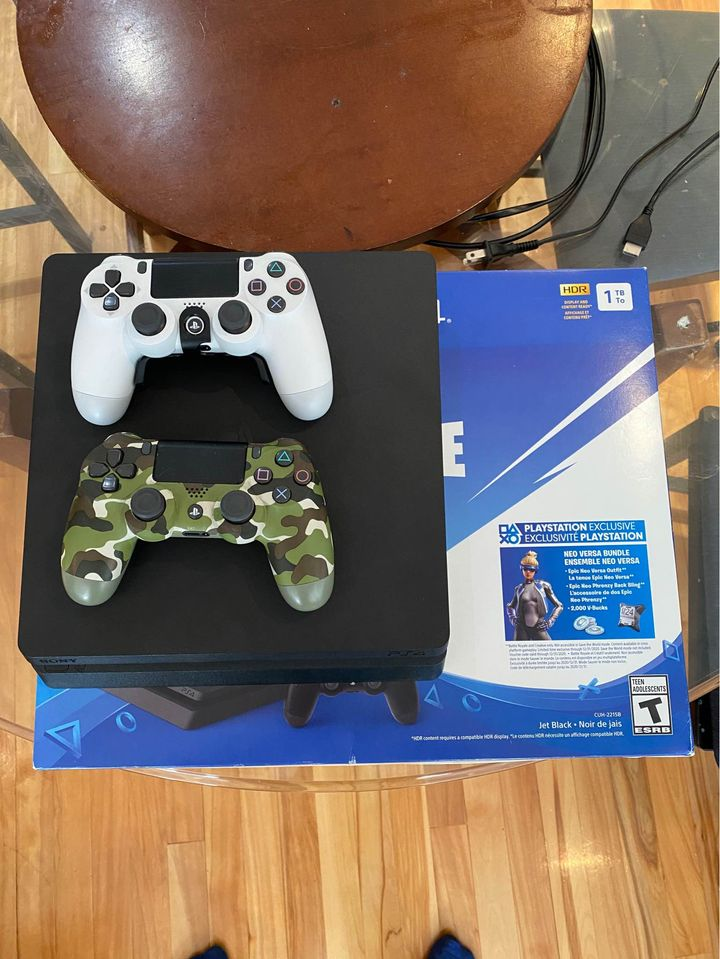 4.
HDR
DISPLAY AND
CONTENT READY*
AFFICHAGE ET
CONTENU PRÊT*
1 TB
To
E
PLAYSTATION EXCLUSIVE
EXCLUSIVITÉ PLAYSTATION
NEO VERSA BUNDLE
ENSEMBLE NEO VERSA
• Epic Neo Versa Outfit**
La tenue Epic Neo Versa**
• Epic Neo Phrenzy Back Bling**
L'accessoire de dos Epic
Neo Phrenzy**
• 2,000 V-Bucks
SONY
PS4
PS4
CUH-2215B
Jet Black • Noir de jais
*HDR content requires a compatible HDR display. *Le contenu HDR nécessite un affichage compatible HDR.
TEEN
ADOLESCENTS
T
ESRB